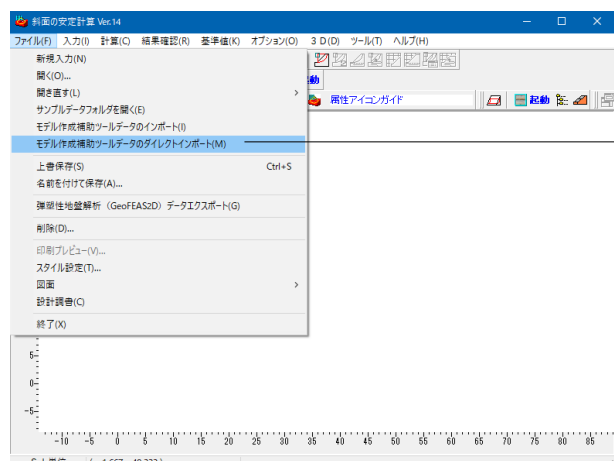 斜面の安定計算 Ver.14
ファイル(F) 入力(I) 計算(C) 結果確認(R) 基準値(K) オプション(O) 3 D (D) ツール(T) ヘルプ(H)
新規入力(N)
開く(O)...
開き直す(L)
サンプルデータフォルダを開く(E)
モデル作成補助ツールデータのインポート(I)
モデル作成補助ツールデータのダイレクトインポート(M)
上書保存(S) Ctrl+S
名前を付けて保存(A)...
弾塑性地盤解析（GeoFEAS2D）データエクスポート(G)
削除(D)...
印刷プレビュー(V)...
スタイル設定(T)...
図面
設計調書(C)
終了(X)
動
属性アイコンガイド 起動
5
0
-5
-10 -5 0 5 10 15 20 25 30 35 40 45 50 55 60 65 70 75 80 85